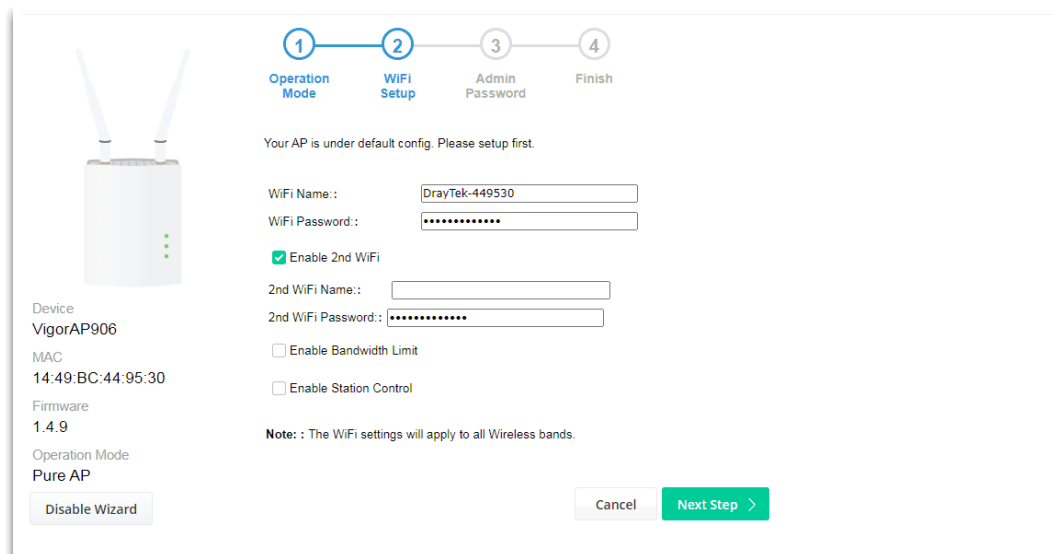 1
2
3
4
Operation Mode
WiFi Setup
Admin Password
Finish
Your AP is under default config. Please setup first.
WiFi Name::
DrayTek-449530
WiFi Password::
•••••••••••••
Enable 2nd WiFi
2nd WiFi Name::
2nd WiFi Password::
•••••••••••••
Enable Bandwidth Limit
Enable Station Control
Note: : The WiFi settings will apply to all Wireless bands.
Device
VigorAP906
MAC
14:49:BC:44:95:30
Firmware
1.4.9
Operation Mode
Pure AP
Disable Wizard
Cancel
Next Step